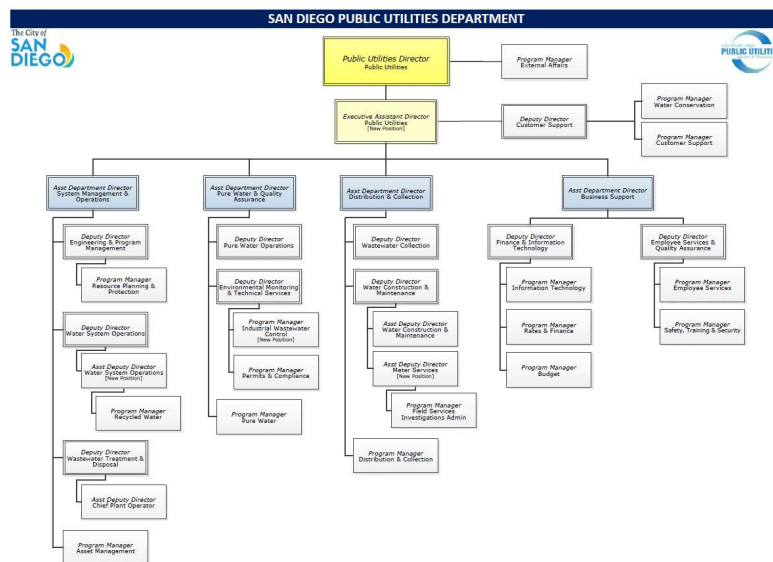 SAN DIEGO PUBLIC UTILITIES DEPARTMENT
The City of
SAN
DIEGO
PUBLIC UTILITI
Public Utilities Director
Public Utilities
Program Manager
External Affairs
Executive Assistant Director
Public Utilities
[New Position]
Deputy Director
Customer Support
Program Manager
Water Conservation
Program Manager
Customer Support
Asst Department Director
System Management &
Operations
Deputy Director
Engineering & Program
Management
Program Manager
Resource Planning &
Protection
Deputy Director
Water System Operations
Asst Deputy Director
Water System Operations
[New Position]
Program Manager
Recycled Water
Deputy Director
Wastewater Treatment &
Disposal
Asst Deputy Director
Chief Plant Operator
Program Manager
Asset Management
Asst Department Director
Pure Water & Quality
Assurance
Deputy Director
Pure Water Operations
Deputy Director
Environmental Monitoring
& Technical Services
Program Manager
Industrial Wastewater
Control
[New Position]
Program Manager
Permits & Compliance
Program Manager
Pure Water
Asst Department Director
Distribution & Collection
Deputy Director
Wastewater Collection
Deputy Director
Water Construction &
Maintenance
Asst Deputy Director
Water Construction &
Maintenance
Asst Deputy Director
Meter Services
[New Position]
Program Manager
Field Services
Investigations Admin
Program Manager
Distribution & Collection
Asst Department Director
Business Support
Deputy Director
Finance & Information
Technology
Program Manager
Information Technology
Program Manager
Rates & Finance
Program Manager
Budget
Deputy Director
Employee Services &
Quality Assurance
Program Manager
Employee Services
Program Manager
Safety, Training & Security